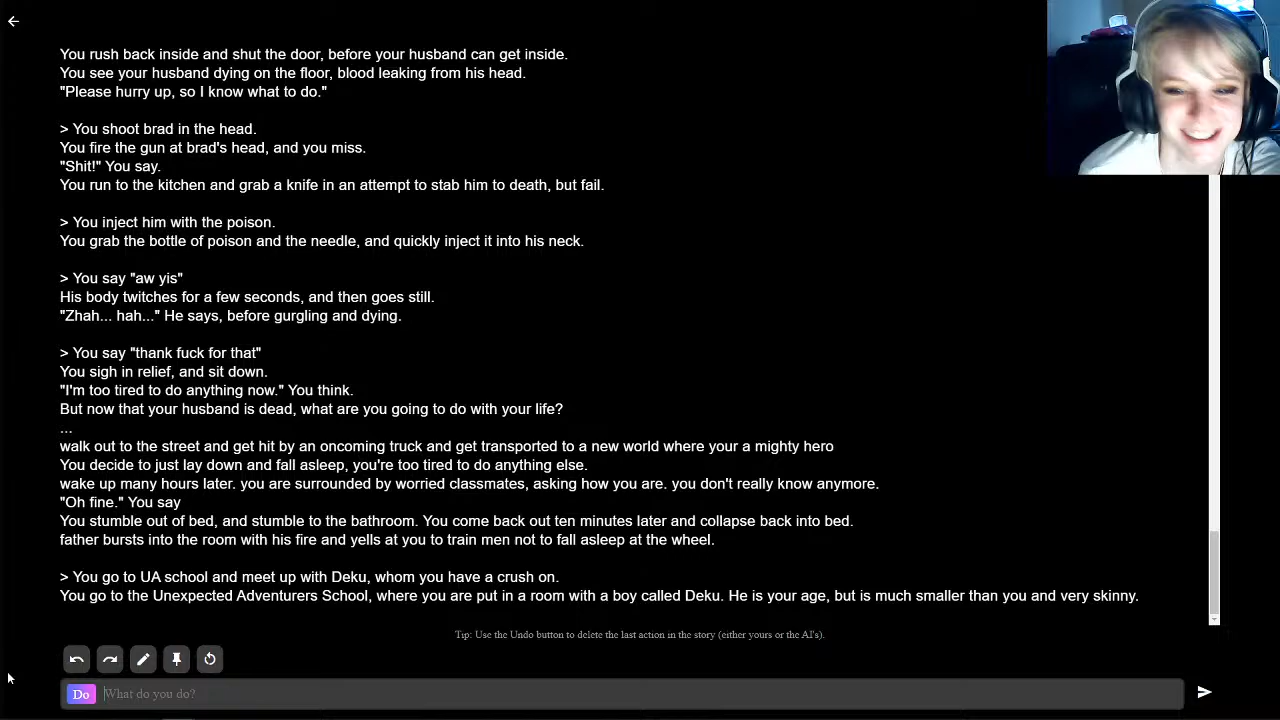 You rush back inside and shut the door, before your husband can get inside.
You see your husband dying on the floor, blood leaking from his head.
"Please hurry up, so I know what to do."
> You shoot brad in the head.
You fire the gun at brad's head, and you miss.
"Shit!" You say.
You run to the kitchen and grab a knife in an attempt to stab him to death, but fail.
> You inject him with the poison.
You grab the bottle of poison and the needle, and quickly inject it into his neck.
> You say "aw yis"
His body twitches for a few seconds, and then goes still.
"Zhah... hah..." He says, before gurgling and dying.
> You say "thank fuck for that"
You sigh in relief, and sit down.
"I'm too tired to do anything now." You think.
But now that your husband is dead, what are you going to do with your life?
...
walk out to the street and get hit by an oncoming truck and get transported to a new world where your a mighty hero
You decide to just lay down and fall asleep, you're too tired to do anything else.
wake up many hours later. you are surrounded by worried classmates, asking how you are. you don't really know anymore.
"Oh fine." You say
You stumble out of bed, and stumble to the bathroom. You come back out ten minutes later and collapse back into bed.
father bursts into the room with his fire and yells at you to train men not to fall asleep at the wheel.
> You go to UA school and meet up with Deku, whom you have a crush on.
You go to the Unexpected Adventurers School, where you are put in a room with a boy called Deku. He is your age, but is much smaller than you and very skinny.
Tip: Use the Undo button to delete the last action in the story (either yours or the AI's).
Do What do you do?